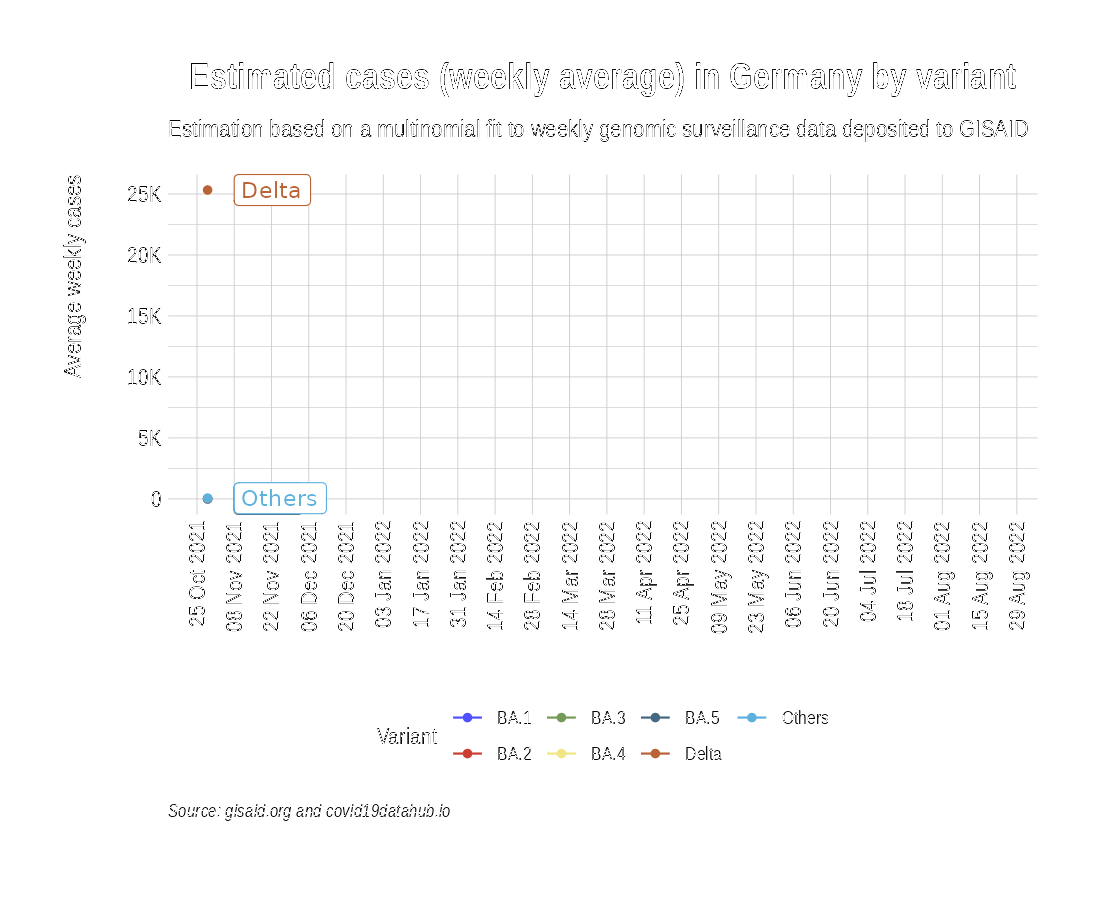 Estimated cases (weekly average) in Germany by variant
Estimation based on a multinomial fit to weekly genomic surveillance data deposited to GISAID
Average weekly cases
25K
20K
15K
10K
5K
0
Delta
Others
25 Oct 2021
08 Nov 2021
22 Nov 2021
06 Dec 2021
20 Dec 2021
03 Jan 2022
17 Jan 2022
31 Jan 2022
14 Feb 2022
28 Feb 2022
14 Mar 2022
28 Mar 2022
11 Apr 2022
25 Apr 2022
09 May 2022
23 May 2022
06 Jun 2022
20 Jun 2022
04 Jul 2022
18 Jul 2022
01 Aug 2022
15 Aug 2022
29 Aug 2022
Variant
BA.1
BA.2
BA.3
BA.4
BA.5
Delta
Others
Source: gisaid.org and covid19datahub.io